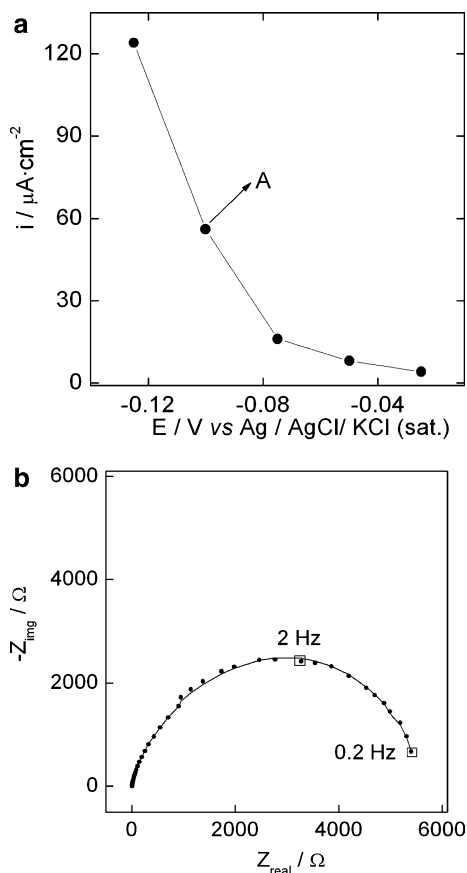 a
120
90
60
30
0
i / μA·cm⁻²
A
-0.12
-0.08
-0.04
E / V vs Ag / AgCl/ KCl (sat.)
b
6000
4000
2000
0
-Z_img / Ω
2 Hz
0.2 Hz
0
2000
4000
6000
Z_real / Ω